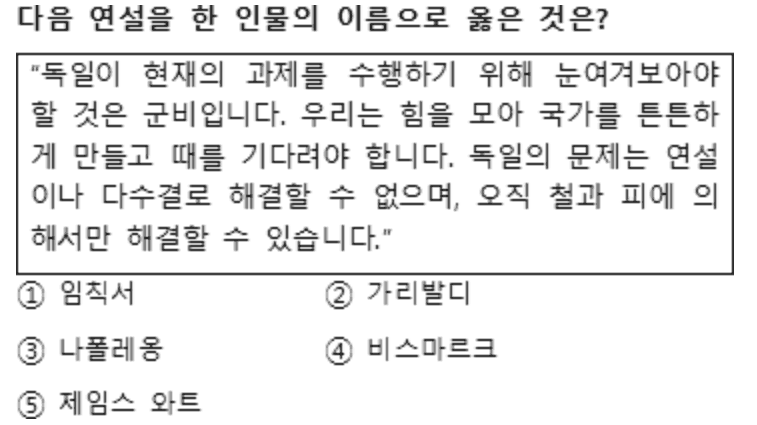 다음 연설을 한 인물의 이름으로 옳은 것은?
"독일이 현재의 과제를 수행하기 위해 눈여겨보아야
할 것은 군비입니다. 우리는 힘을 모아 국가를 튼튼하
게 만들고 때를 기다려야 합니다. 독일의 문제는 연설
이나 다수결로 해결할 수 없으며, 오직 철과 피에 의
해서만 해결할 수 있습니다."
① 임칙서 ② 가리발디
③ 나폴레옹 ④ 비스마르크
⑤ 제임스 와트